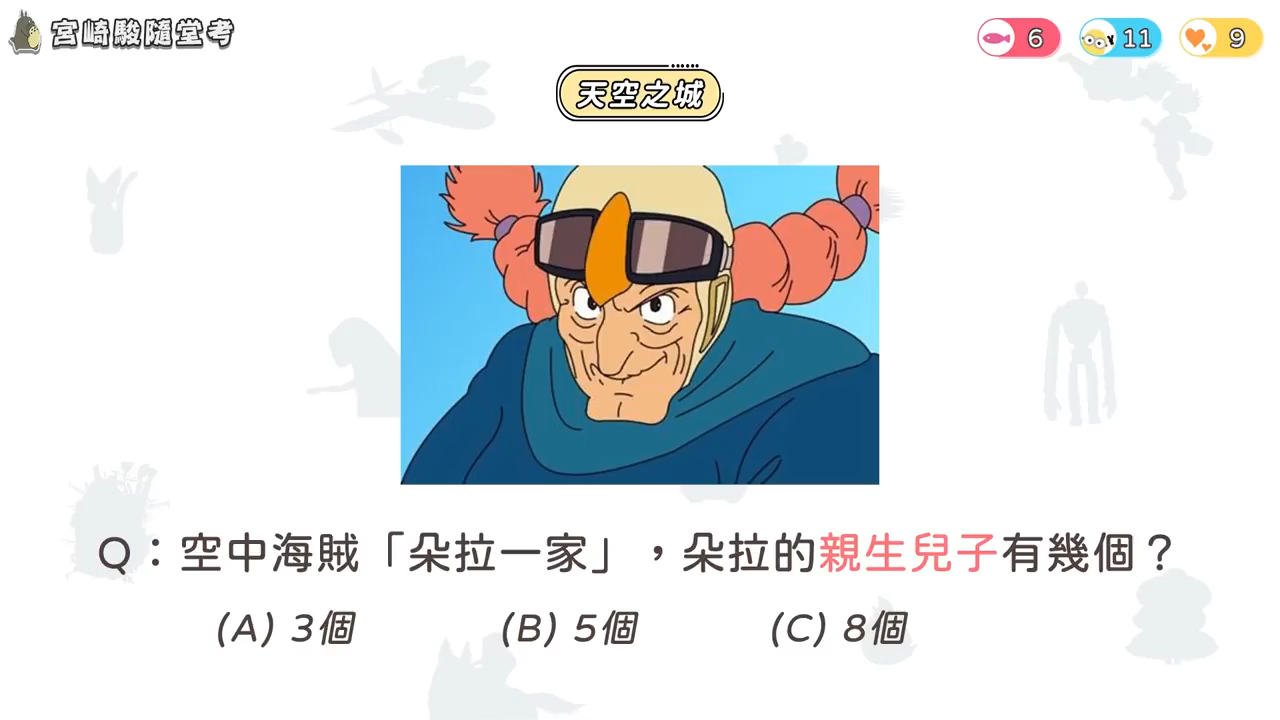 宮崎駿隨堂考
6
11
9
天空之城
Q：空中海賊「朵拉一家」，朵拉的親生兒子有幾個？
(A) 3個
(B) 5個
(C) 8個